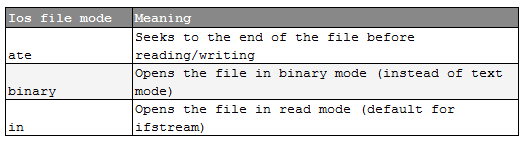 Ios file mode Meaning
Seeks to the end of the file before
ate reading/writing
Opens the file in binary mode (instead of text
binary mode)
Opens the file in read mode (default for
in ifstream)